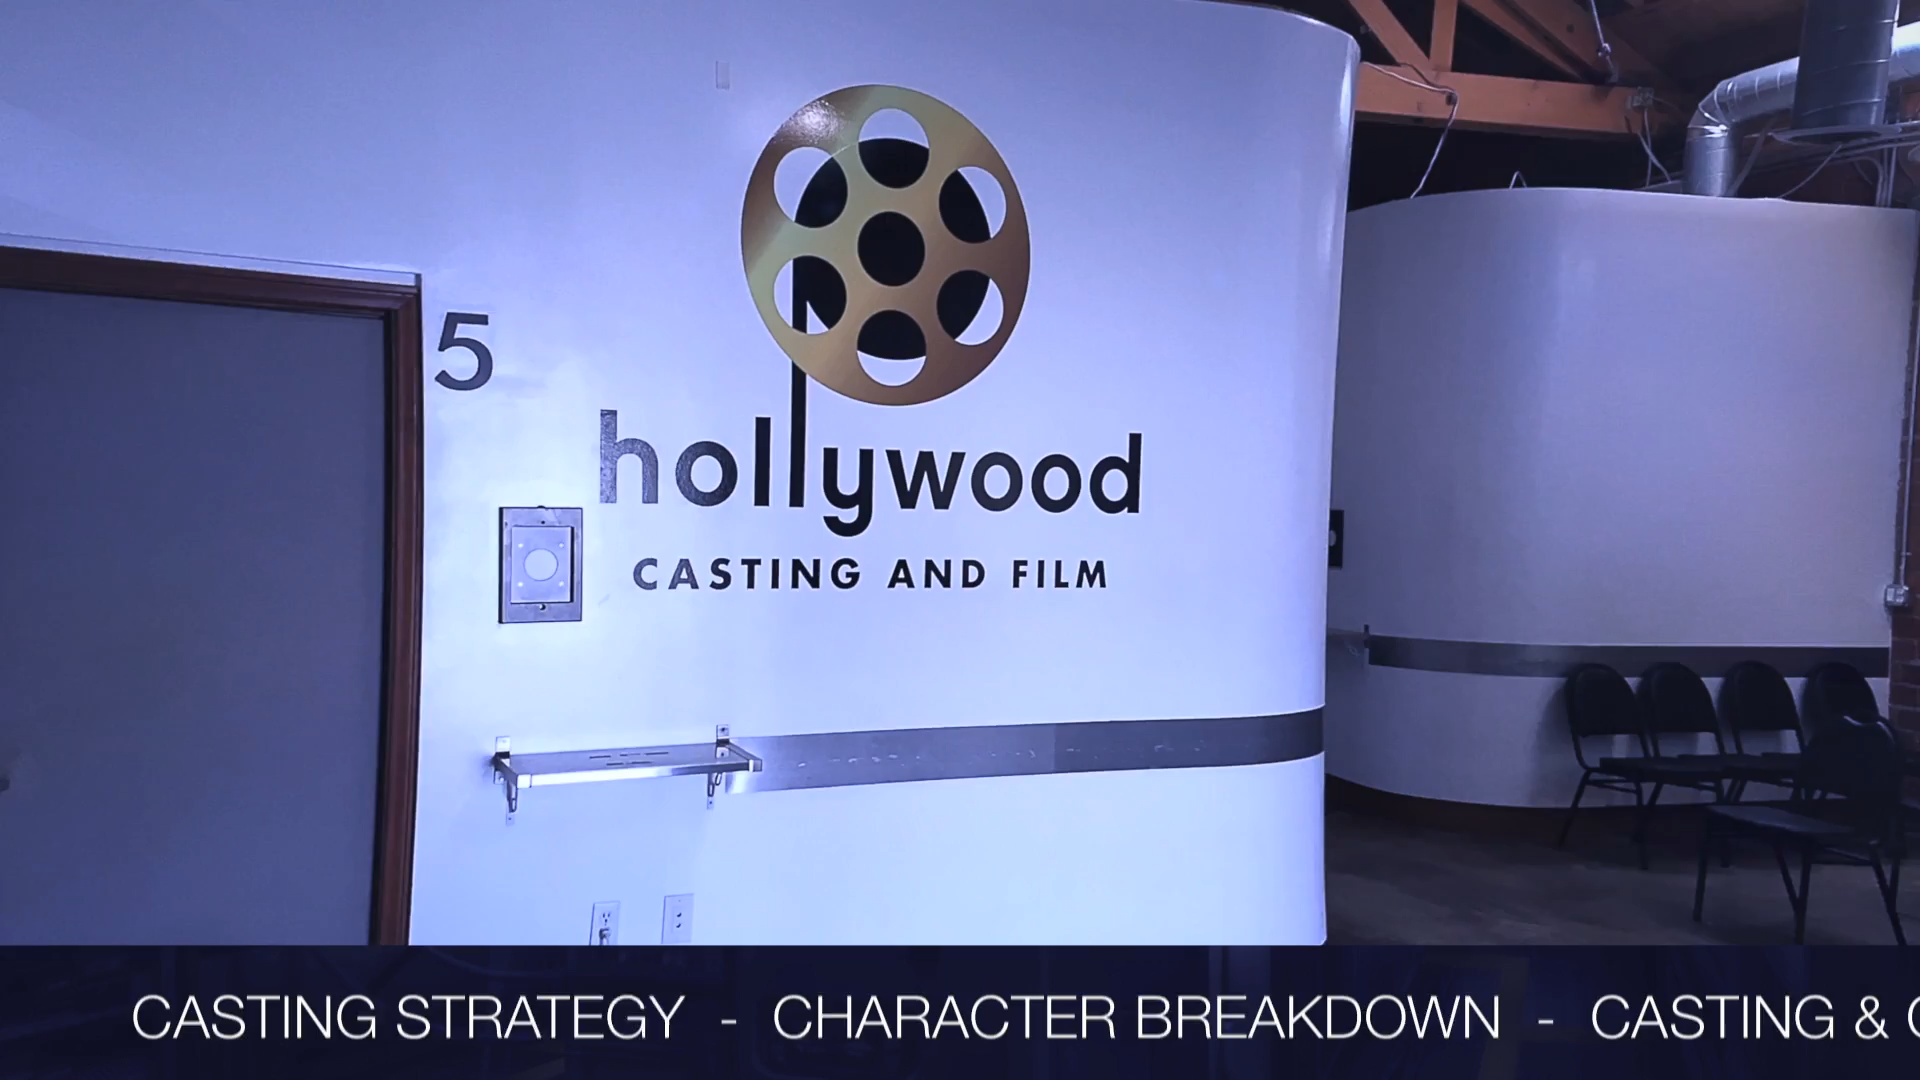 5
hollywood
CASTING AND FILM
CASTING STRATEGY - CHARACTER BREAKDOWN - CASTING &